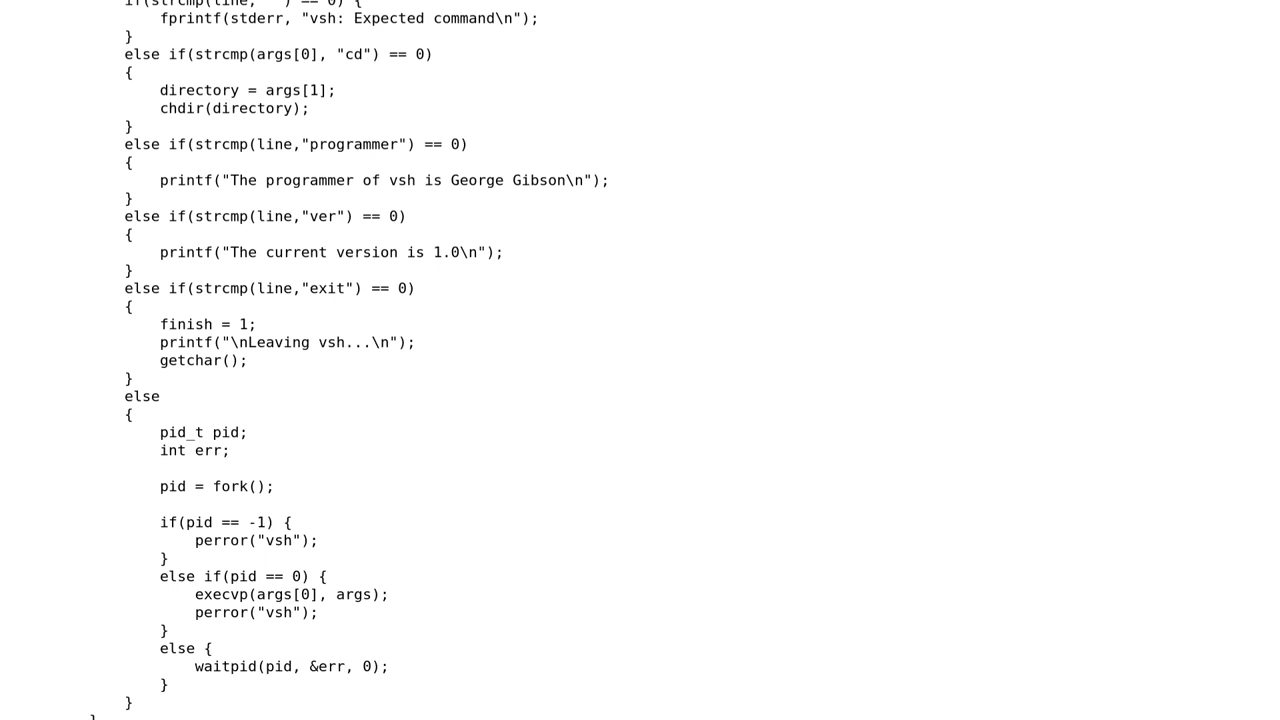 if(strcmp(line, "") == 0) {
fprintf(stderr, "vsh: Expected command\n");
}
else if(strcmp(args[0], "cd") == 0)
{
directory = args[1];
chdir(directory);
}
else if(strcmp(line,"programmer") == 0)
{
printf("The programmer of vsh is George Gibson\n");
}
else if(strcmp(line,"ver") == 0)
{
printf("The current version is 1.0\n");
}
else if(strcmp(line,"exit") == 0)
{
finish = 1;
printf("\nLeaving vsh...\n");
getchar();
}
else
{
pid_t pid;
int err;
pid = fork();
if(pid == -1) {
perror("vsh");
}
else if(pid == 0) {
execvp(args[0], args);
perror("vsh");
}
else {
waitpid(pid, &err, 0);
}
}
}